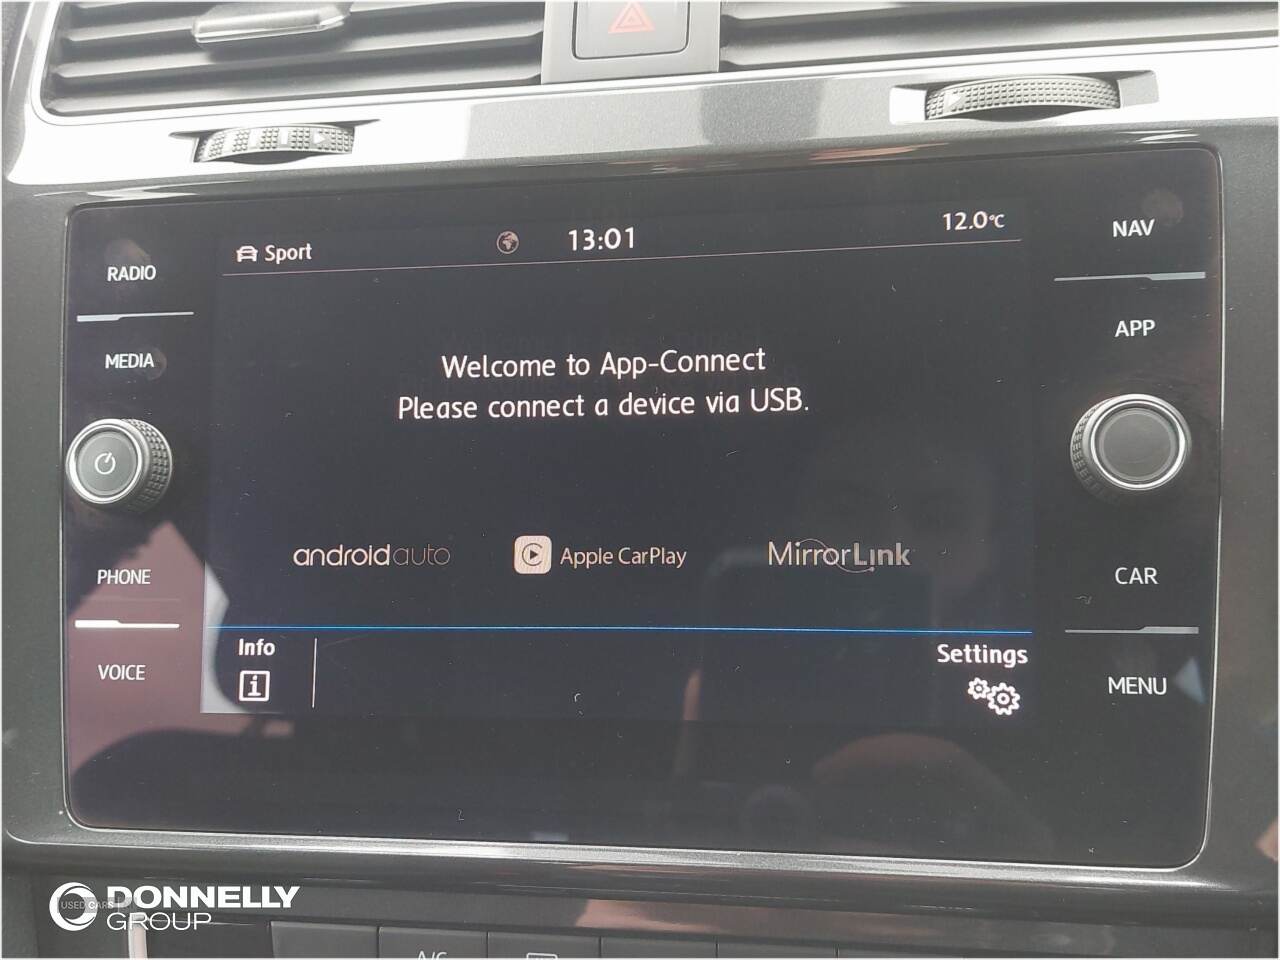 Sport
13:01
12.0°C
RADIO
MEDIA
PHONE
VOICE
NAV
APP
CAR
MENU
Welcome to App-Connect
Please connect a device via USB.
androidauto
Apple CarPlay
MirrorLink
Info
i
Settings
USED CARS NI
DONNELLY
GROUP
A/C